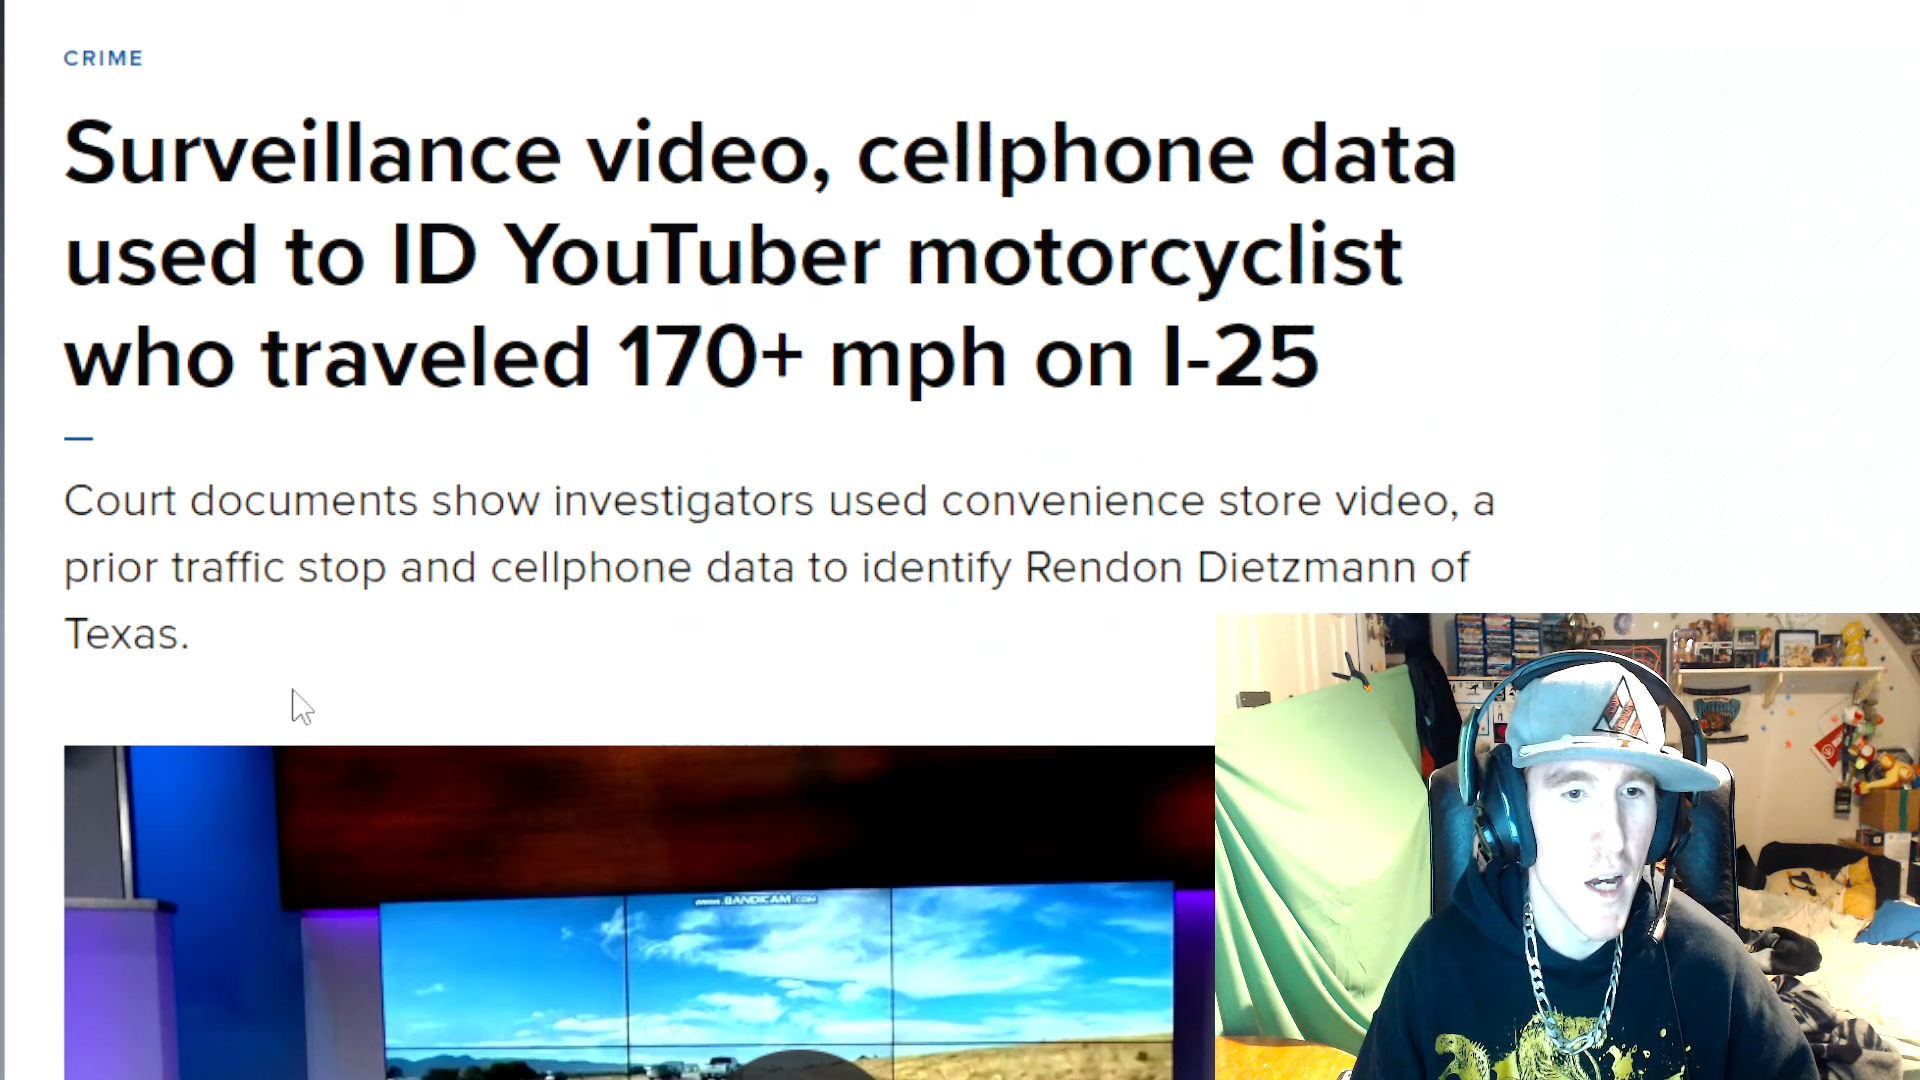 CRIME
Surveillance video, cellphone data
used to ID YouTuber motorcyclist
who traveled 170+ mph on I-25
Court documents show investigators used convenience store video, a
prior traffic stop and cellphone data to identify Rendon Dietzmann of
Texas.
www.BANDICAM.COM